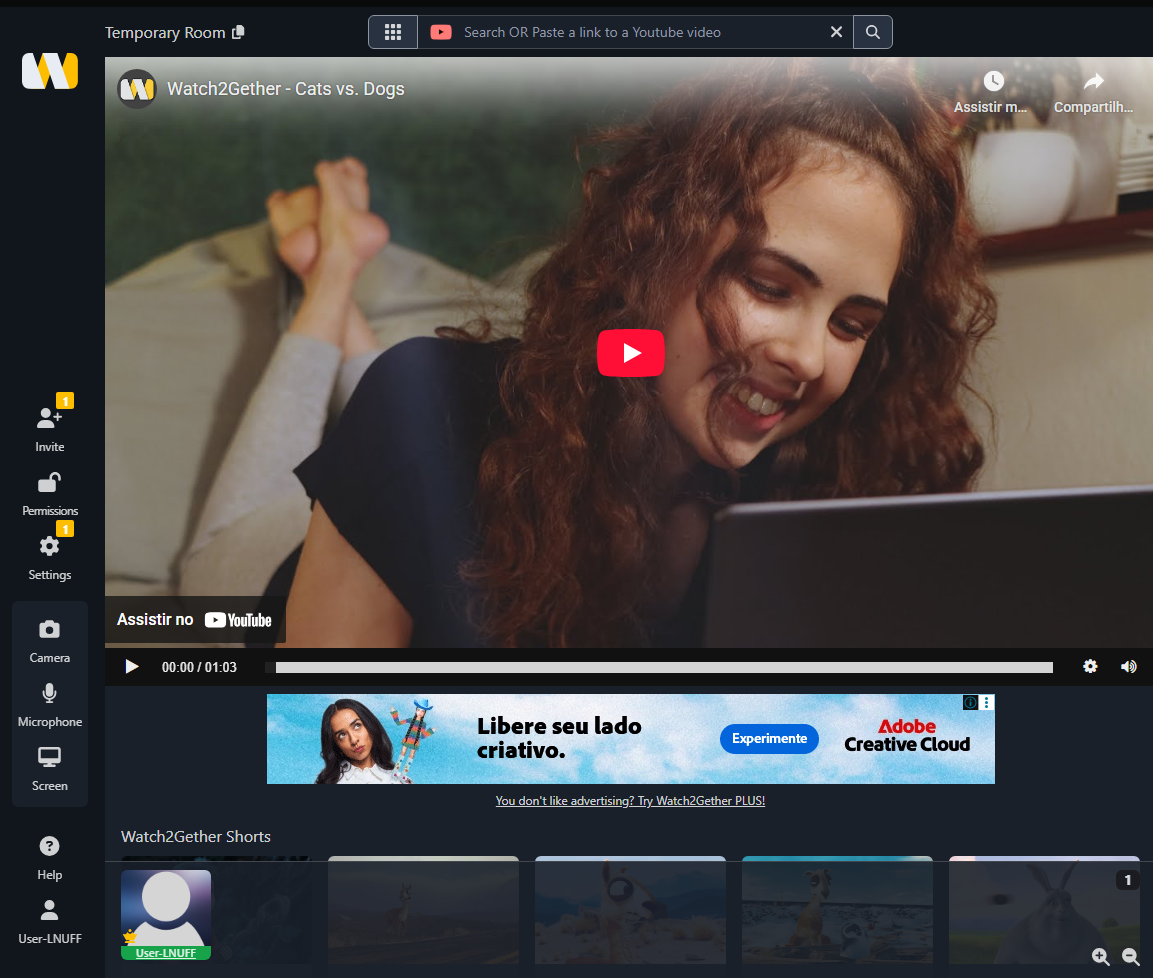 Temporary Room
Search OR Paste a link to a Youtube video
Watch2Gether - Cats vs. Dogs
Assistir m...
Compartilh...
1
Invite
Permissions
1
Settings
Assistir no YouTube
Camera
00:00 / 01:03
Microphone
Screen
Libere seu lado
criativo.
Experimente
Adobe
Creative Cloud
You don't like advertising? Try Watch2Gether PLUS!
Watch2Gether Shorts
Help
1
User-LNUFF
User-LNUFF